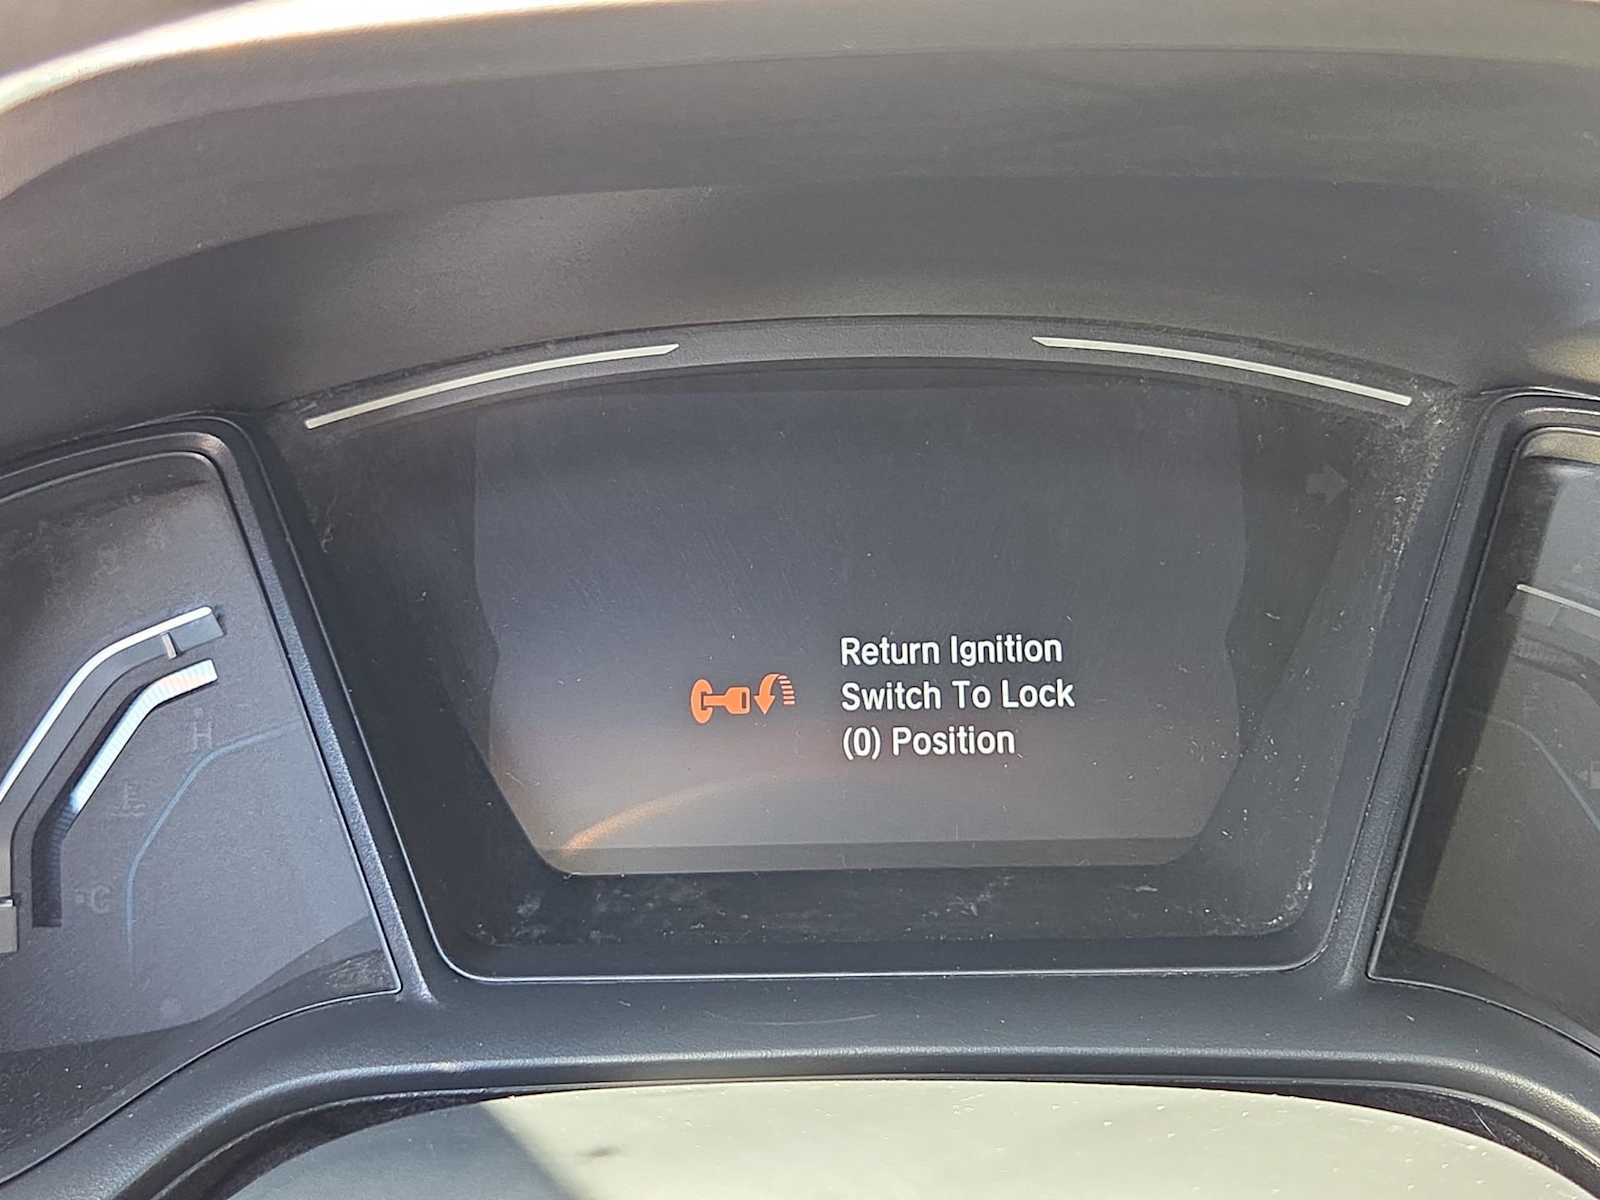 Return Ignition
Switch To Lock
(0) Position
H
C